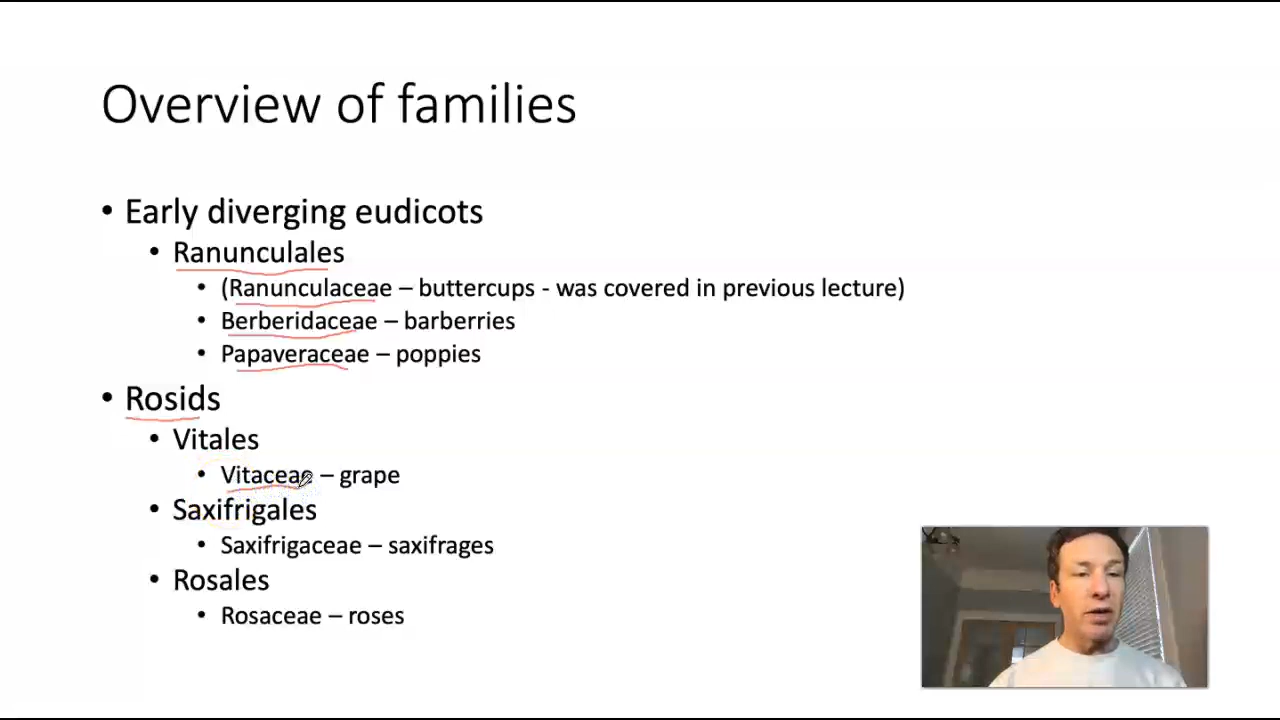 Overview of families
• Early diverging eudicots
• Ranunculales
• (Ranunculaceae – buttercups - was covered in previous lecture)
• Berberidaceae – barberries
• Papaveraceae – poppies
• Rosids
• Vitales
• Vitaceae – grape
• Saxifrigales
• Saxifrigaceae – saxifrages
• Rosales
• Rosaceae – roses